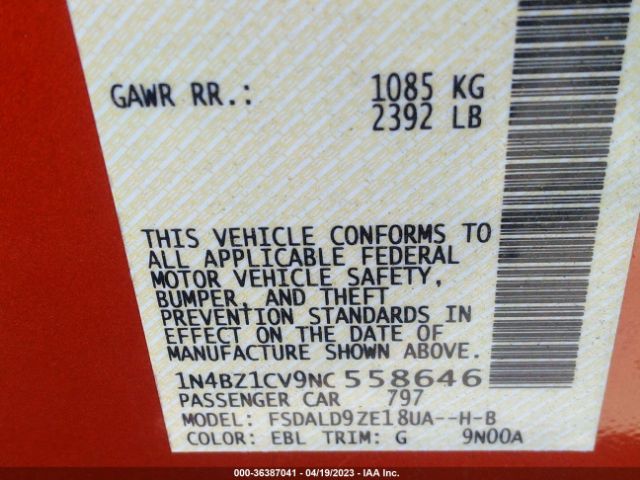 GAWR RR.: 1085 KG
2392 LB
THIS VEHICLE CONFORMS TO
ALL APPLICABLE FEDERAL
MOTOR VEHICLE SAFETY,
BUMPER, AND THEFT
PREVENTION STANDARDS IN
EFFECT ON THE DATE OF
MANUFACTURE SHOWN ABOVE.
1N4BZ1CV9NC 558646
PASSENGER CAR 797
MODEL: FSDALD9ZE18UA--H-B
COLOR: EBL TRIM: G 9N00A
000-36387041 - 04/19/2023 - IAA Inc.